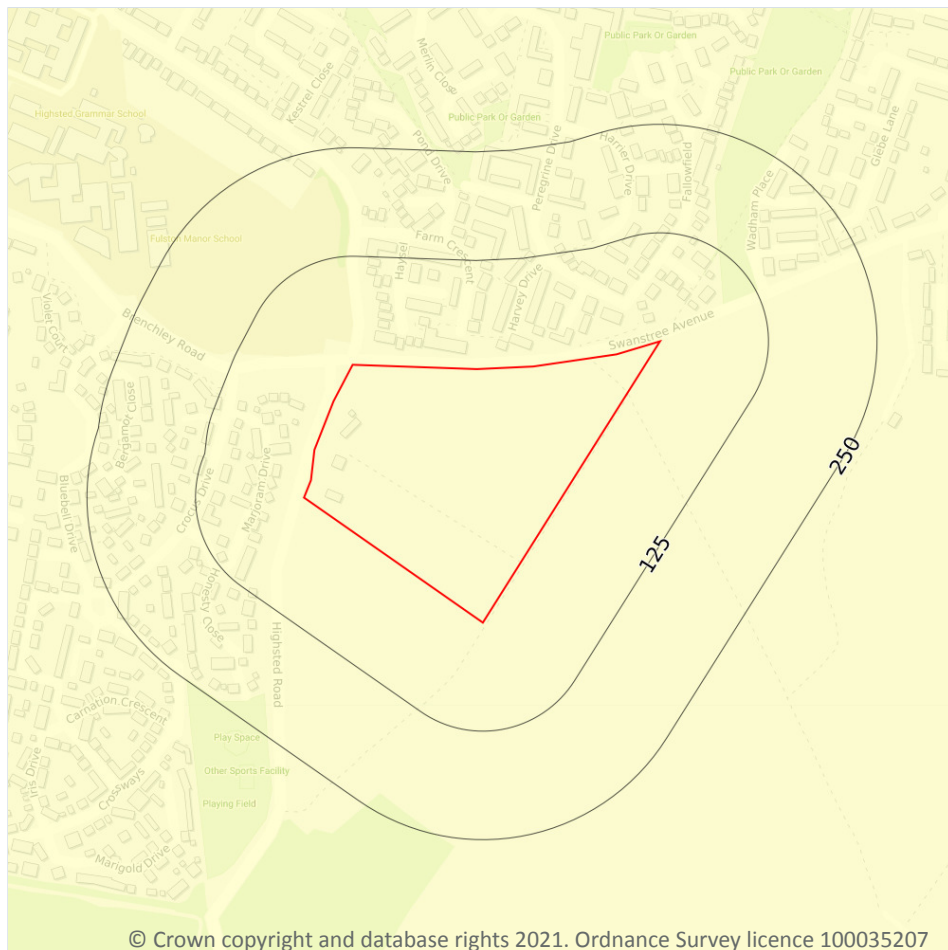 Public Park Or Garden
Merlin Clos
Kestrel Close
Public Park Or Garden
Highsted Grammar School
Public Park Or Garden
Glebe Lane
Pond Drive
Harrier Drive
Peregrine Drive
Fallowfield
Wadham Place
Fulston Manor School
Farm Crescent
Haysel
Harvey Drive
Violet Court
Brenchley Road
Swanstree Avenue
Bergamot Close
250
Crocus Drive
Marjoram Drive
Bluebell Drive
125
Honesty Close
Highsted Road
Carnation Crescent
Play Space
Iris Drive
Other Sports Facility
Crossways
Playing Field
Marigold Drive
© Crown copyright and database rights 2021. Ordnance Survey licence 100035207